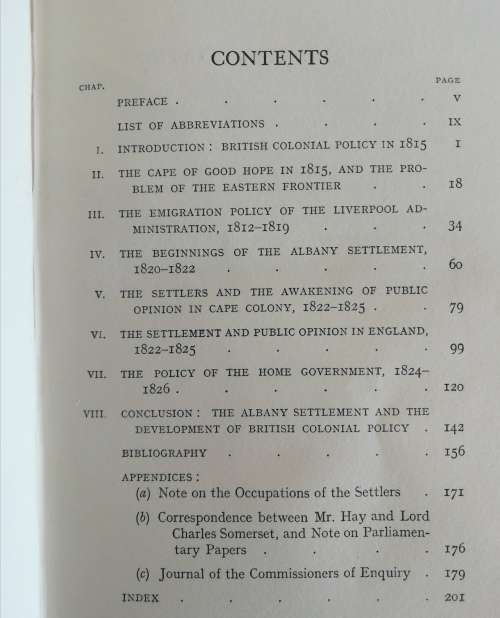 CONTENTS
CHAP. PAGE
PREFACE . . . . . . V
LIST OF ABBREVIATIONS . . . . IX
I. INTRODUCTION : BRITISH COLONIAL POLICY IN 1815 1
II. THE CAPE OF GOOD HOPE IN 1815, AND THE PRO-
BLEM OF THE EASTERN FRONTIER . . 18
III. THE EMIGRATION POLICY OF THE LIVERPOOL AD-
MINISTRATION, 1812–1819 . . . 34
IV. THE BEGINNINGS OF THE ALBANY SETTLEMENT,
1820–1822 . . . . . 60
V. THE SETTLERS AND THE AWAKENING OF PUBLIC
OPINION IN CAPE COLONY, 1822–1825 . . 79
VI. THE SETTLEMENT AND PUBLIC OPINION IN ENGLAND,
1822–1825 . . . . . 99
VII. THE POLICY OF THE HOME GOVERNMENT, 1824–
1826 . . . . . . 120
VIII. CONCLUSION : THE ALBANY SETTLEMENT AND THE
DEVELOPMENT OF BRITISH COLONIAL POLICY . 142
BIBLIOGRAPHY . . . . . 156
APPENDICES :
(a) Note on the Occupations of the Settlers . 171
(b) Correspondence between Mr. Hay and Lord
Charles Somerset, and Note on Parliamen-
tary Papers . . . . 176
(c) Journal of the Commissioners of Enquiry . 179
INDEX . . . . . . 201